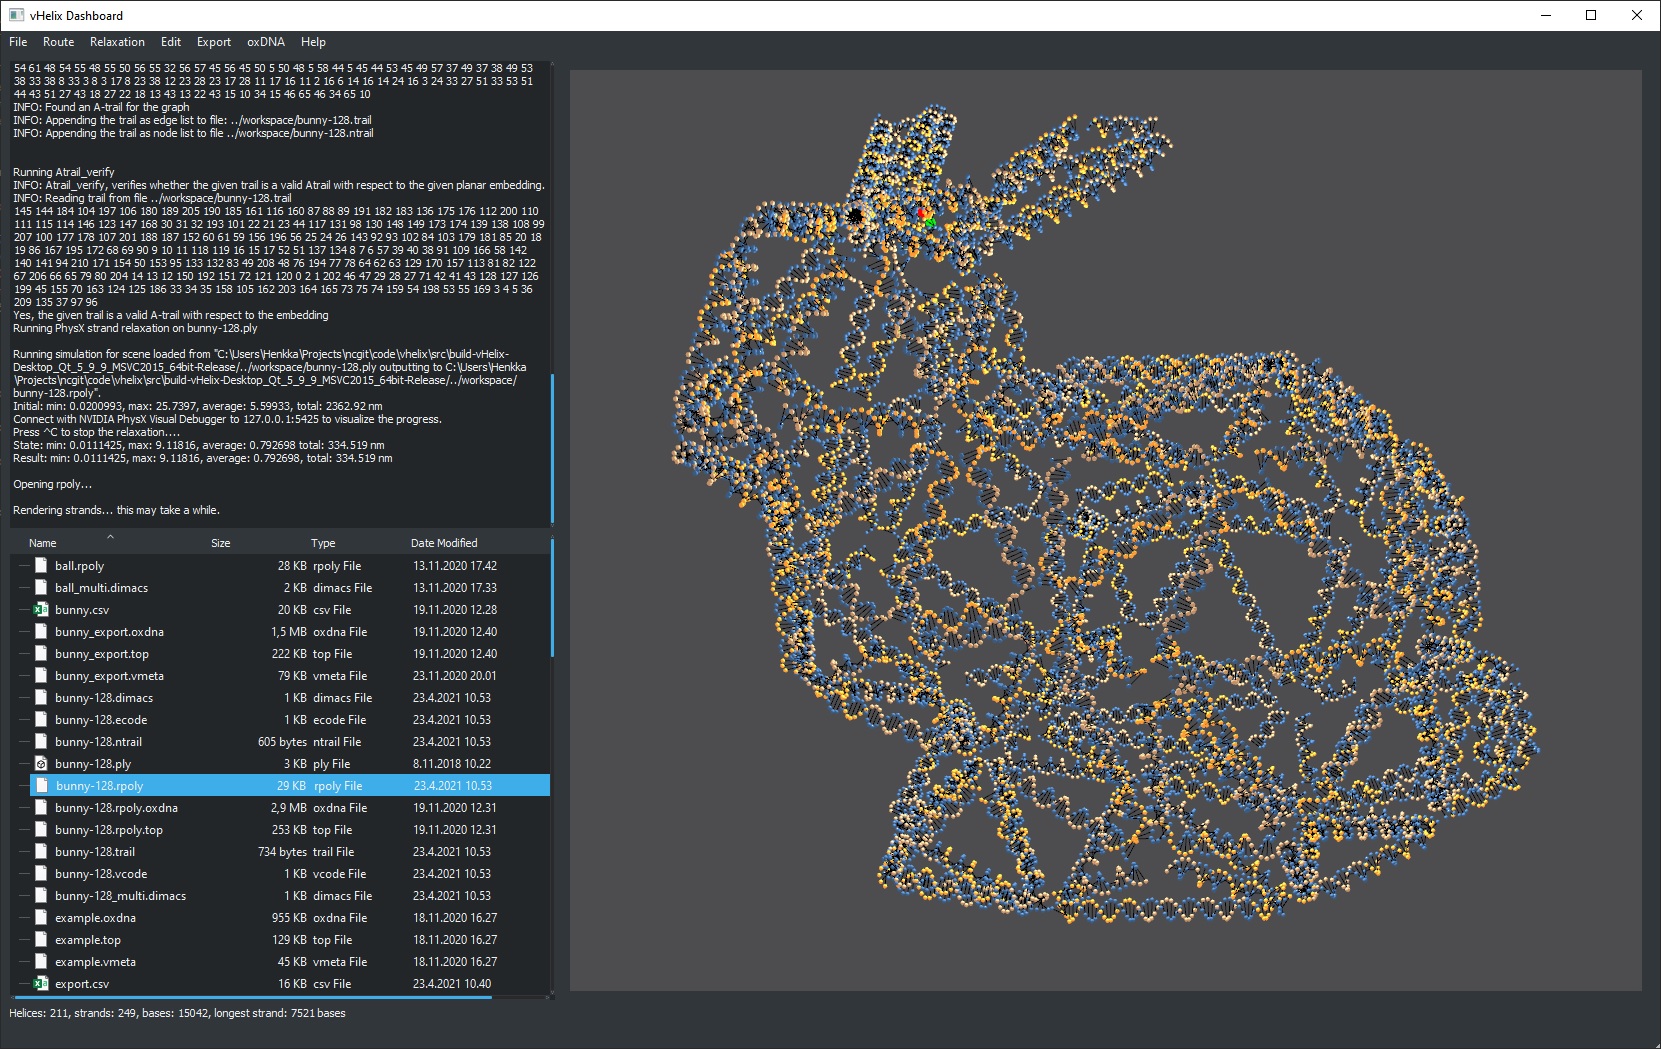 vHelix Dashboard
File Route Relaxation Edit Export oxDNA Help
54 61 48 54 55 48 55 50 56 55 32 56 57 45 56 45 50 5 50 48 5 58 44 5 45 44 53 45 49 57 37 49 37 38 49 53
38 33 38 8 33 3 8 3 17 8 23 38 12 23 28 23 17 28 11 17 16 11 2 16 6 14 16 14 24 16 3 24 33 27 51 33 53 51
44 43 51 27 43 18 27 22 18 13 43 13 22 43 15 10 34 15 46 65 46 34 65 10
INFO: Found an A-trail for the graph
INFO: Appending the trail as edge list to file: ../workspace/bunny-128.trail
INFO: Appending the trail as node list to file ../workspace/bunny-128.ntrail
Running Atrail_verify
INFO: Atrail_verify, verifies whether the given trail is a valid Atrail with respect to the given planar embedding.
INFO: Reading trail from file ../workspace/bunny-128.trail
145 144 184 104 197 106 180 189 205 190 185 161 116 160 87 88 89 191 182 183 136 175 176 112 200 110
111 115 114 146 123 147 168 30 31 32 193 101 22 21 23 44 117 131 98 130 148 149 173 174 139 138 108 99
207 100 177 178 107 201 188 187 152 60 61 59 156 196 56 25 24 26 143 92 93 102 84 103 179 181 85 20 18
19 86 167 195 172 68 69 90 9 10 11 118 119 16 15 17 52 51 137 134 8 7 6 57 39 40 38 91 109 166 58 142
140 141 94 210 171 154 50 153 95 133 132 83 49 208 48 76 194 77 78 64 62 63 129 170 157 113 81 82 122
67 206 66 65 79 80 204 14 13 12 150 192 151 72 121 120 0 2 1 202 46 47 29 28 27 71 42 41 43 128 127 126
199 45 155 70 163 124 125 186 33 34 35 158 105 162 203 164 165 73 75 74 159 54 198 53 55 169 3 4 5 36
209 135 37 97 96
Yes, the given trail is a valid A-trail with respect to the embedding
Running PhysX strand relaxation on bunny-128.ply
Running simulation for scene loaded from "C:\Users\Henkka\Projects\ncgit\code\vhelix\src\build-vHelix-
Desktop_Qt_5_9_9_MSVC2015_64bit-Release/../workspace/bunny-128.ply outputting to C:\Users\Henkka
\Projects\ncgit\code\vhelix\src\build-vHelix-Desktop_Qt_5_9_9_MSVC2015_64bit-Release/../workspace/
bunny-128.rpoly".
Initial: min: 0.0200993, max: 25.7397, average: 5.59933, total: 2362.92 nm
Connect with NVIDIA PhysX Visual Debugger to 127.0.0.1:5425 to visualize the progress.
Press ^C to stop the relaxation....
State: min: 0.0111425, max: 9.11816, average: 0.792698 total: 334.519 nm
Result: min: 0.0111425, max: 9.11816, average: 0.792698, total: 334.519 nm
Opening rpoly...
Rendering strands... this may take a while.
Name Size Type Date Modified
ball.rpoly 28 KB rpoly File 13.11.2020 17.42
ball_multi.dimacs 2 KB dimacs File 13.11.2020 17.33
bunny.csv 20 KB csv File 19.11.2020 12.28
bunny_export.oxdna 1,5 MB oxdna File 19.11.2020 12.40
bunny_export.top 222 KB top File 19.11.2020 12.40
bunny_export.vmeta 79 KB vmeta File 23.11.2020 20.01
bunny-128.dimacs 1 KB dimacs File 23.4.2021 10.53
bunny-128.ecode 1 KB ecode File 23.4.2021 10.53
bunny-128.ntrail 605 bytes ntrail File 23.4.2021 10.53
bunny-128.ply 3 KB ply File 8.11.2018 10.22
bunny-128.rpoly 29 KB rpoly File 23.4.2021 10.53
bunny-128.rpoly.oxdna 2,9 MB oxdna File 19.11.2020 12.31
bunny-128.rpoly.top 253 KB top File 19.11.2020 12.31
bunny-128.trail 734 bytes trail File 23.4.2021 10.53
bunny-128.vcode 1 KB vcode File 23.4.2021 10.53
bunny-128_multi.dimacs 1 KB dimacs File 23.4.2021 10.53
example.oxdna 955 KB oxdna File 18.11.2020 16.27
example.top 129 KB top File 18.11.2020 16.27
example.vmeta 45 KB vmeta File 18.11.2020 16.27
export.csv 16 KB csv File 23.4.2021 10.40
Helices: 211, strands: 249, bases: 15042, longest strand: 7521 bases